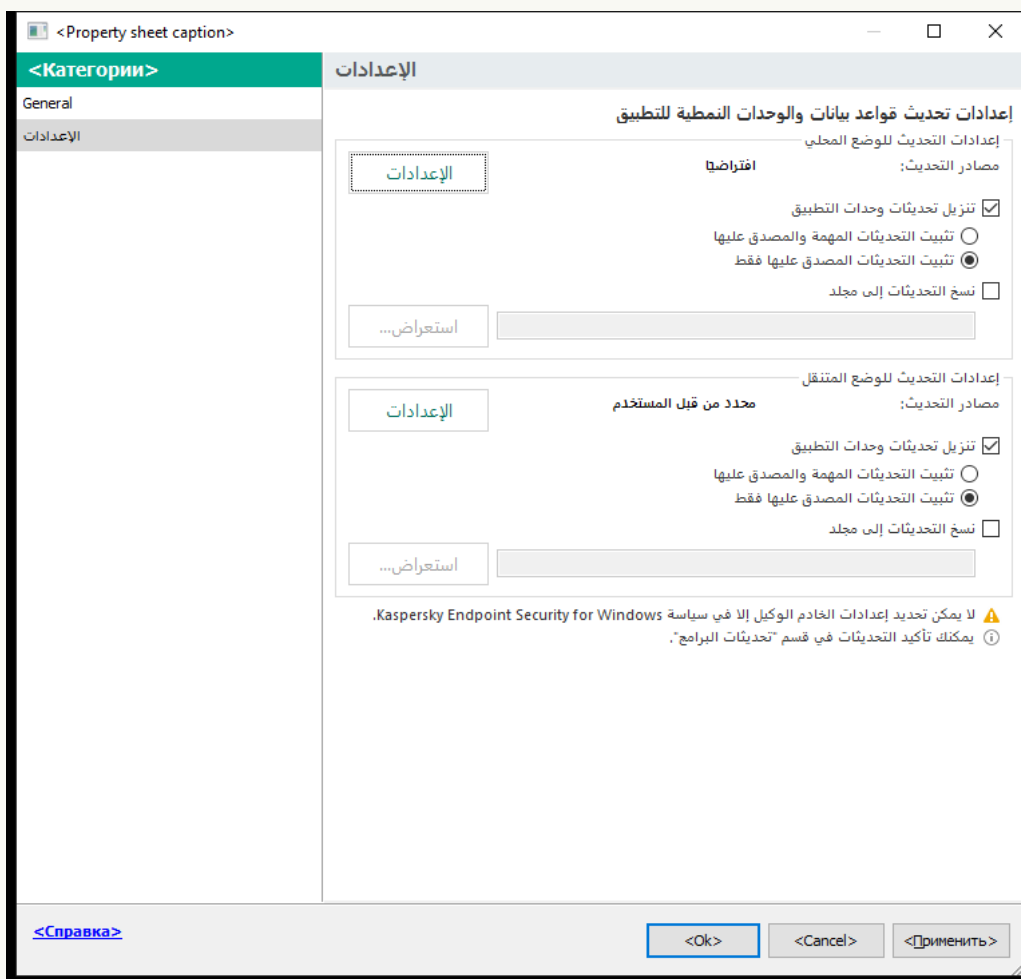 <Property sheet caption>
<Категории>
General
الإعدادات
الإعدادات
إعدادات تحديث قواعد بيانات والوحدات النمطية للتطبيق
إعدادات التحديث للوضع المحلي
مصادر التحديث: افتراضيًا الإعدادات
تنزيل تحديثات وحدات التطبيق
تثبيت التحديثات المهمة والمصدق عليها
تثبيت التحديثات المصدق عليها فقط
نسخ التحديثات إلى مجلد
استعراض...
إعدادات التحديث للوضع المتنقل
مصادر التحديث: محدد من قبل المستخدم الإعدادات
تنزيل تحديثات وحدات التطبيق
تثبيت التحديثات المهمة والمصدق عليها
تثبيت التحديثات المصدق عليها فقط
نسخ التحديثات إلى مجلد
استعراض...
لا يمكن تحديد إعدادات الخادم الوكيل إلا في سياسة Kaspersky Endpoint Security for Windows.
يمكنك تأكيد التحديثات في قسم "تحديثات البرامج".
<Справка>
<Ok> <Cancel> <Применить>